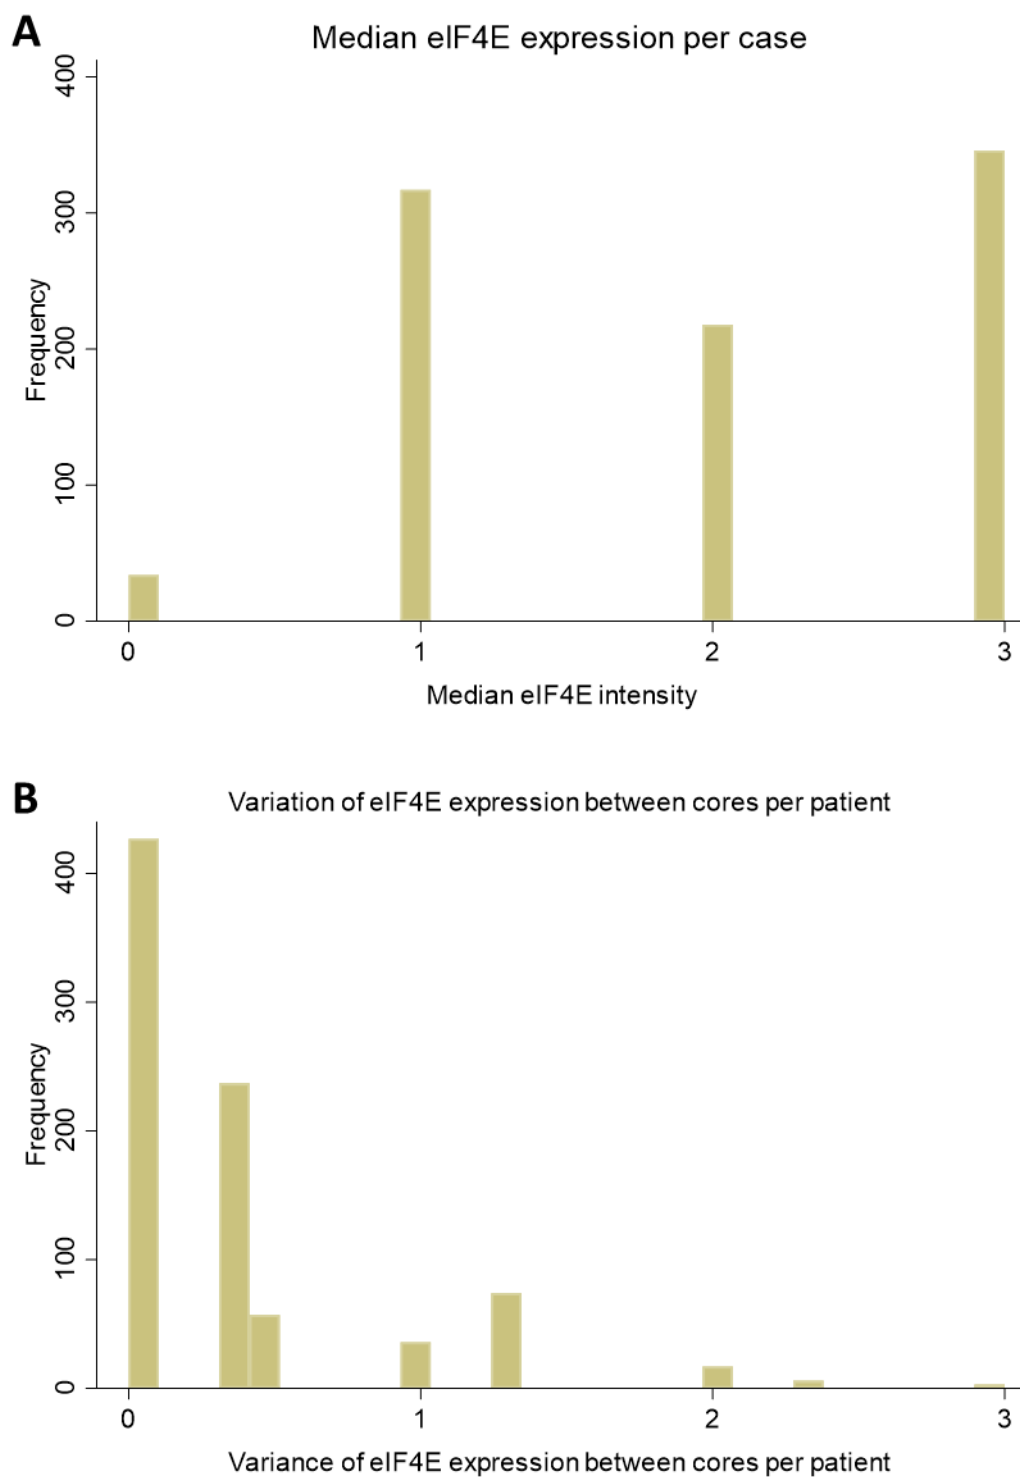 A
Median eIF4E expression per case
400
300
200
100
0
Frequency
0 1 2 3
Median eIF4E intensity
B
Variation of eIF4E expression between cores per patient
400
300
200
100
0
Frequency
0 1 2 3
Variance of eIF4E expression between cores per patient